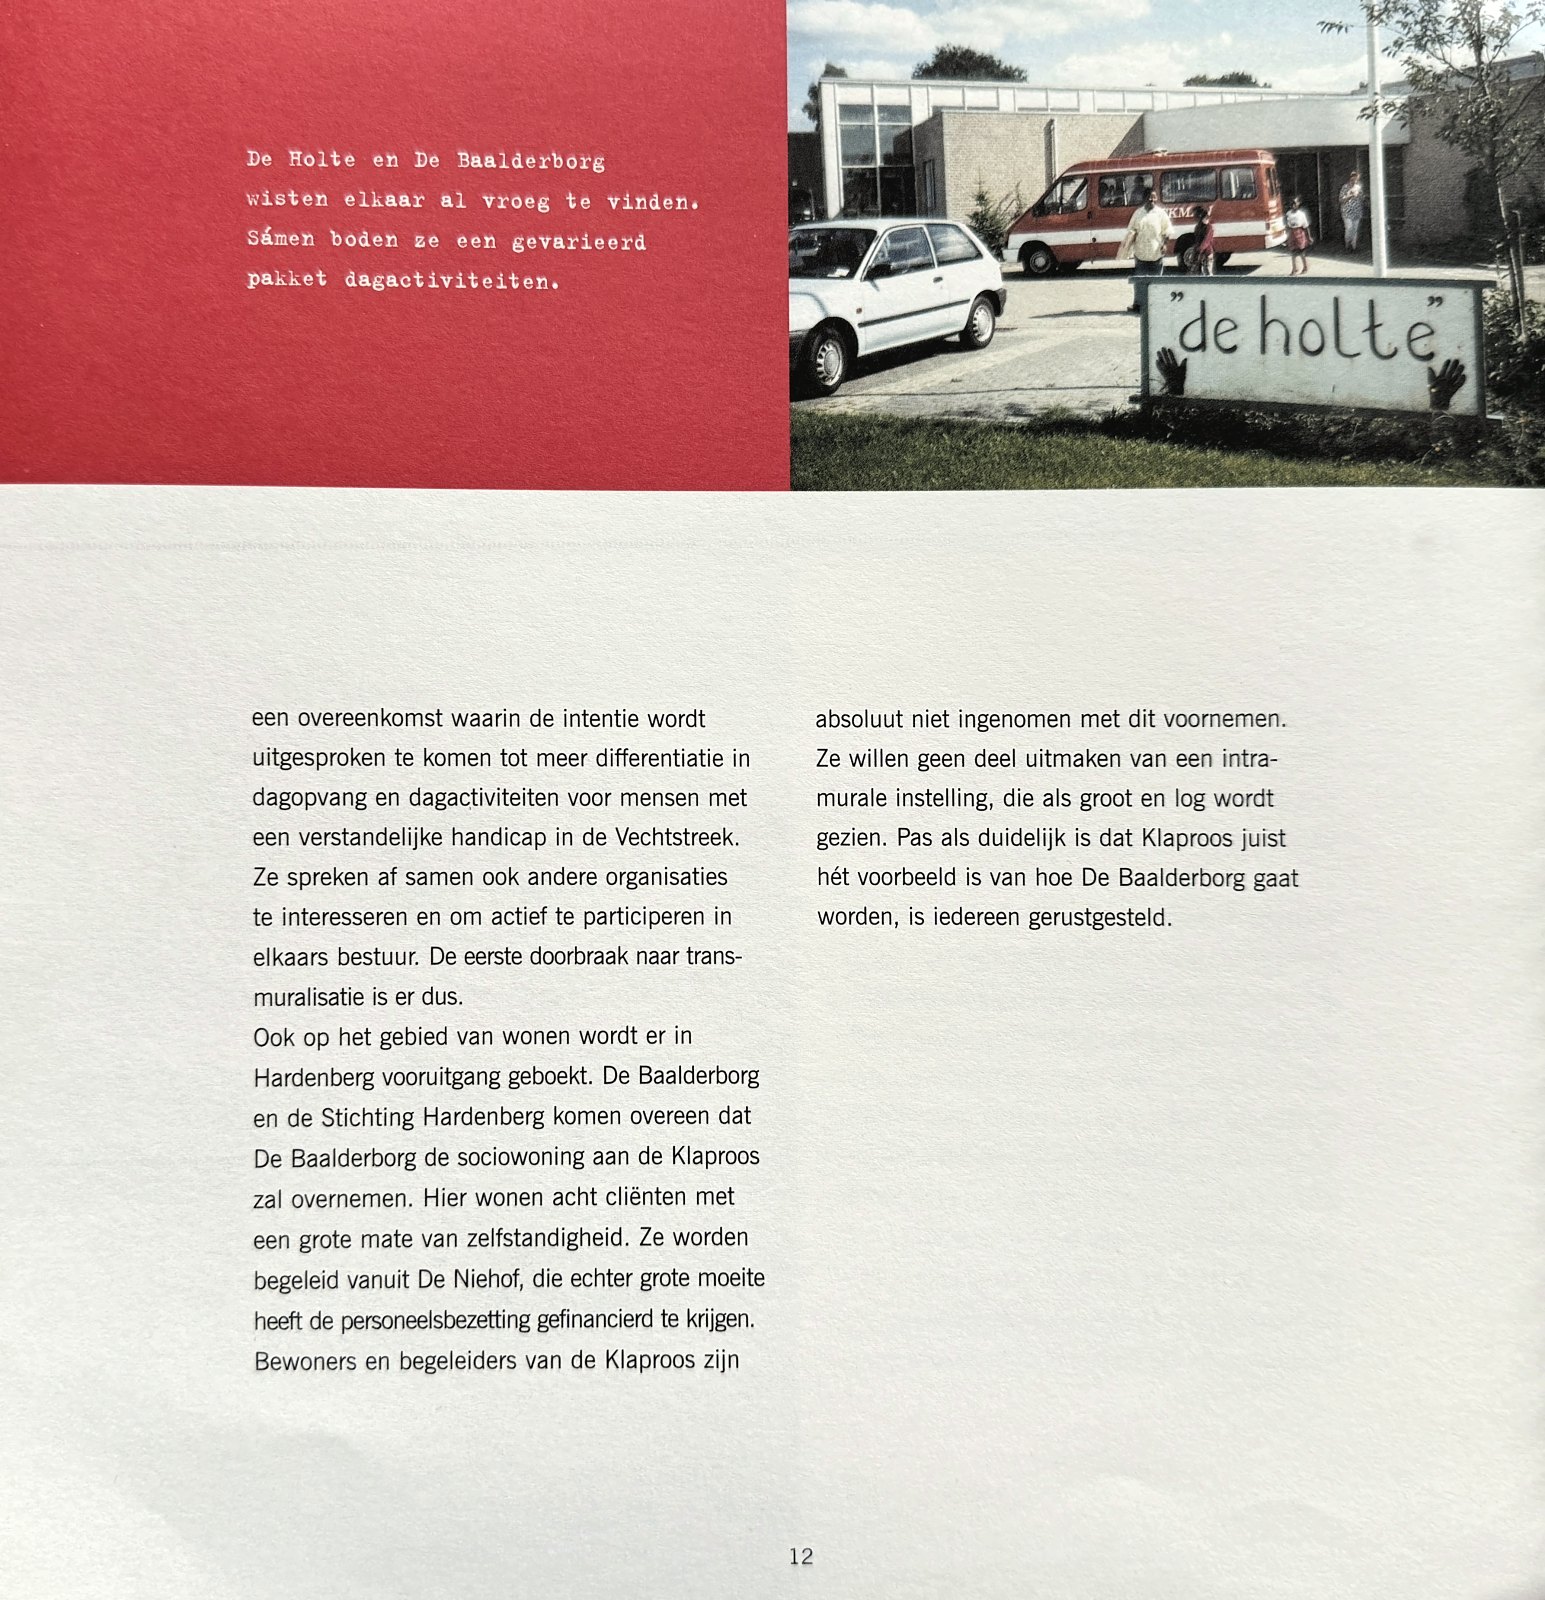 De Holte en De Baalderborg
wisten elkaar al vroeg te vinden.
Sámen boden ze een gevarieerd
pakket dagactiviteiten.
KM.
"de holte"
een overeenkomst waarin de intentie wordt
uitgesproken te komen tot meer differentiatie in
dagopvang en dagactiviteiten voor mensen met
een verstandelijke handicap in de Vechtstreek.
Ze spreken af samen ook andere organisaties
te interesseren en om actief te participeren in
elkaars bestuur. De eerste doorbraak naar trans-
muralisatie is er dus.
Ook op het gebied van wonen wordt er in
Hardenberg vooruitgang geboekt. De Baalderborg
en de Stichting Hardenberg komen overeen dat
De Baalderborg de sociowoning aan de Klaproos
zal overnemen. Hier wonen acht cliënten met
een grote mate van zelfstandigheid. Ze worden
begeleid vanuit De Niehof, die echter grote moeite
heeft de personeelsbezetting gefinancierd te krijgen.
Bewoners en begeleiders van de Klaproos zijn
absoluut niet ingenomen met dit voornemen.
Ze willen geen deel uitmaken van een intra-
murale instelling, die als groot en log wordt
gezien. Pas als duidelijk is dat Klaproos juist
hét voorbeeld is van hoe De Baalderborg gaat
worden, is iedereen gerustgesteld.
12